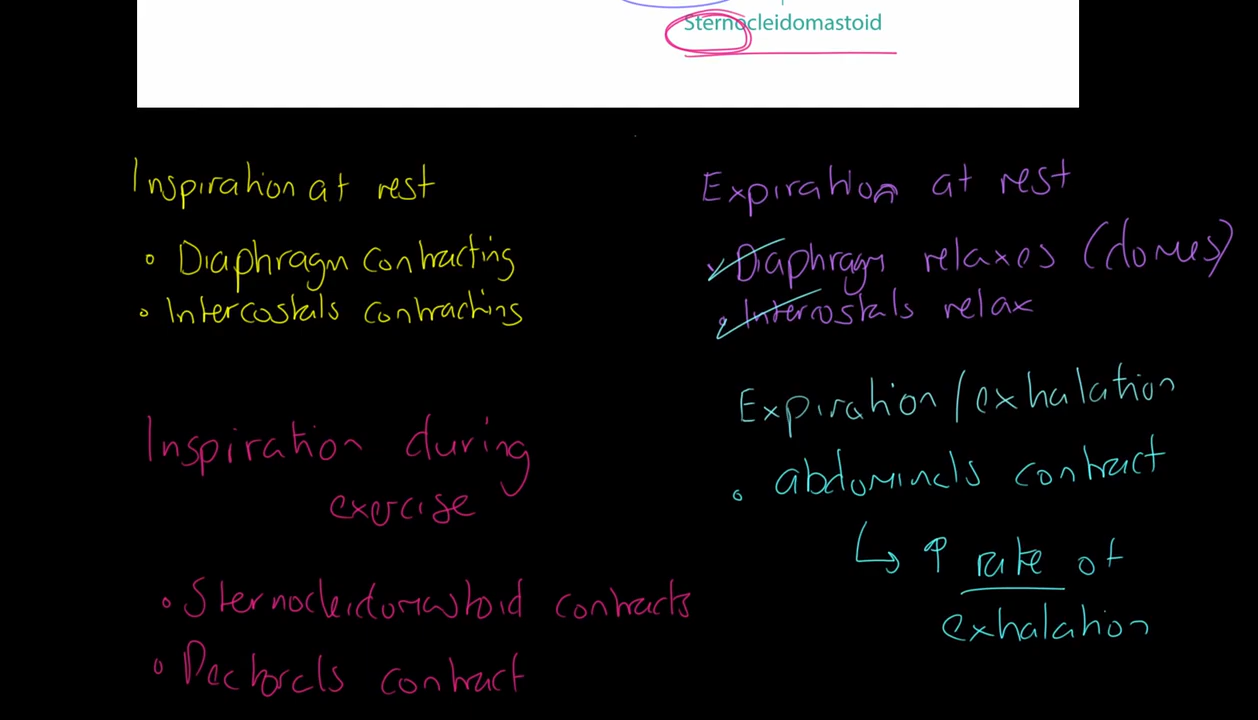 Sternocleidomastoid
Inspiration at rest
• Diaphragm contracting
• Intercostals contracting
Inspiration during
exercise
• Sternocleidomastoid contracts
• Pectorals contract
Expiration at rest
• Diaphragm relaxes (domes)
• Intercostals relax
Expiration/exhalation
• abdominals contract
↳ ↑ rate of
exhalation